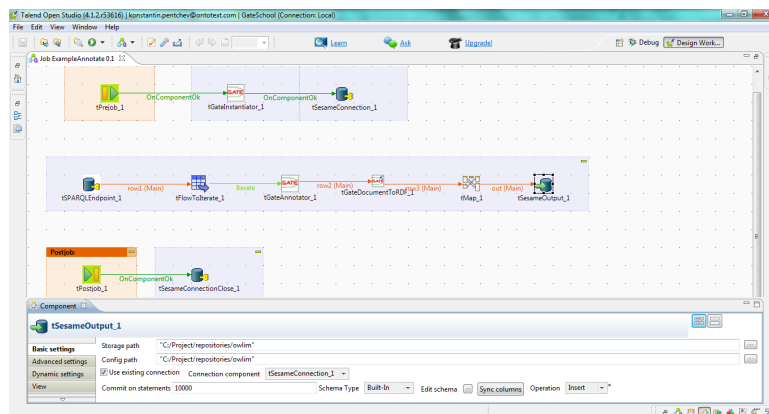 Talend Open Studio (4.1.2.r53616) | konstantin.pentchev@ontotext.com | GateSchool (Connection: Local)
File Edit View Window Help
Learn Ask Upgrade! Debug Design Work...
Job ExampleAnnotate 0.1
OnComponentOk GATE OnComponentOk
tPrejob_1 tGateInstantiator_1 tSesameConnection_1
row1 (Main) Iterate GATE row2 (Main) GATE row3 (Main) out (Main)
tSPARQLEndpoint_1 tFlowToIterate_1 tGateAnnotator_1 tGateDocumentToRDF_1 tMap_1 tSesameOutput_1
Postjob
OnComponentOk
tPostjob_1 tSesameConnectionClose_1
Component
tSesameOutput_1
Basic settings Storage path "C:/Project/repositories/owlim"
Advanced settings Config path "C:/Project/repositories/owlim"
Dynamic settings Use existing connection Connection component tSesameConnection_1
View Commit on statements 10000 Schema Type Built-In Edit schema Sync columns Operation Insert *